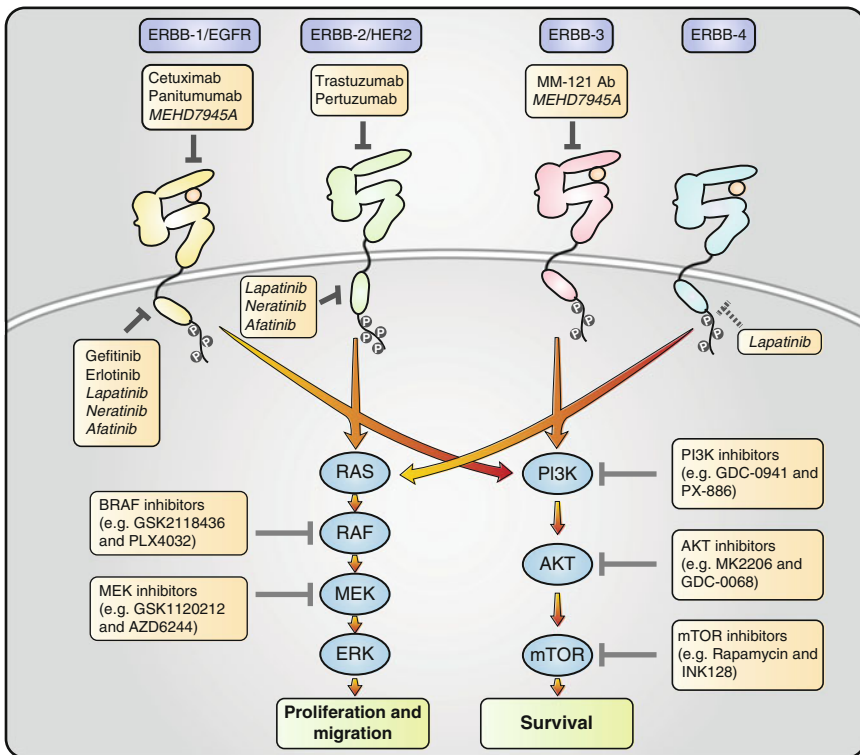 ERBB-1/EGFR
ERBB-2/HER2
ERBB-3
ERBB-4
Cetuximab
Panitumumab
MEHD7945A
Trastuzumab
Pertuzumab
MM-121 Ab
MEHD7945A
Lapatinib
Neratinib
Afatinib
P
P
P
P
P
P
P
P
P
P
P
P
P
P
Lapatinib
Gefitinib
Erlotinib
Lapatinib
Neratinib
Afatinib
RAS
PI3K
PI3K inhibitors
(e.g. GDC-0941 and
PX-886)
BRAF inhibitors
(e.g. GSK2118436
and PLX4032)
RAF
AKT
AKT inhibitors
(e.g. MK2206 and
GDC-0068)
MEK inhibitors
(e.g. GSK1120212
and AZD6244)
MEK
ERK
mTOR
mTOR inhibitors
(e.g. Rapamycin and
INK128)
Proliferation and
migration
Survival